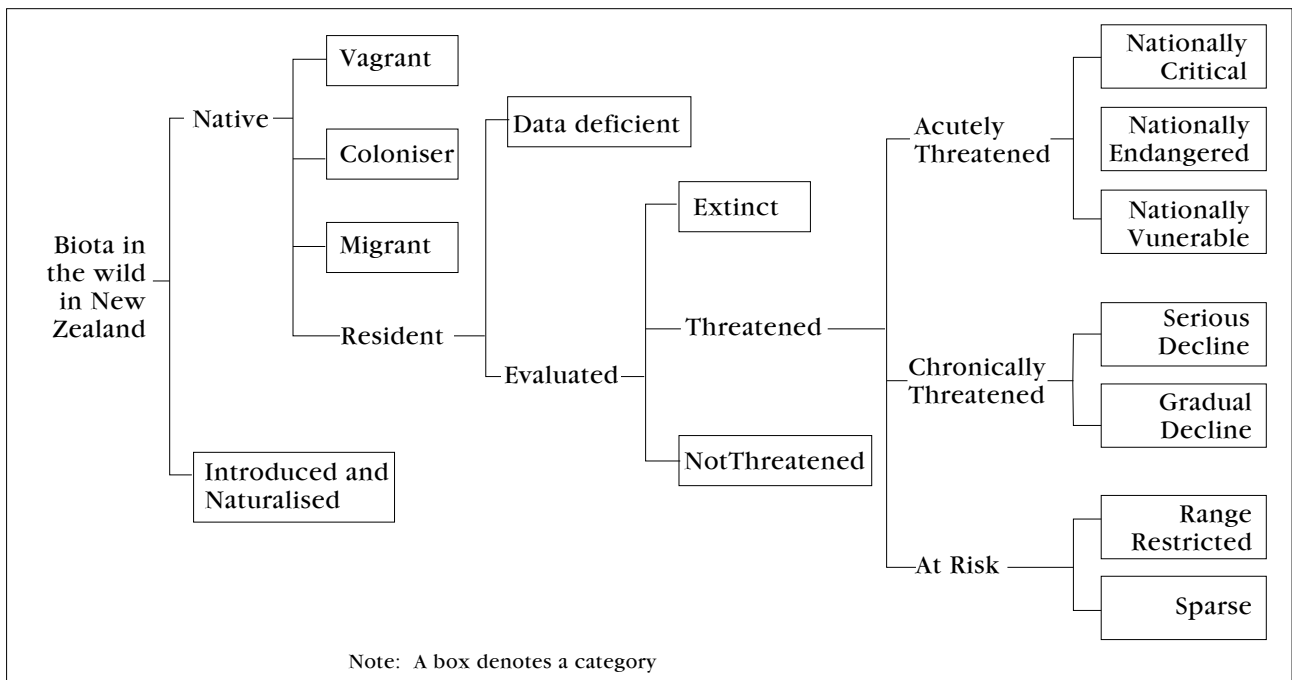 Biota in
the wild
in New
Zealand
Native
Introduced and
Naturalised
Vagrant
Coloniser
Migrant
Resident
Data deficient
Evaluated
Extinct
Threatened
NotThreatened
Acutely
Threatened
Chronically
Threatened
At Risk
Nationally
Critical
Nationally
Endangered
Nationally
Vunerable
Serious
Decline
Gradual
Decline
Range
Restricted
Sparse
Note: A box denotes a category